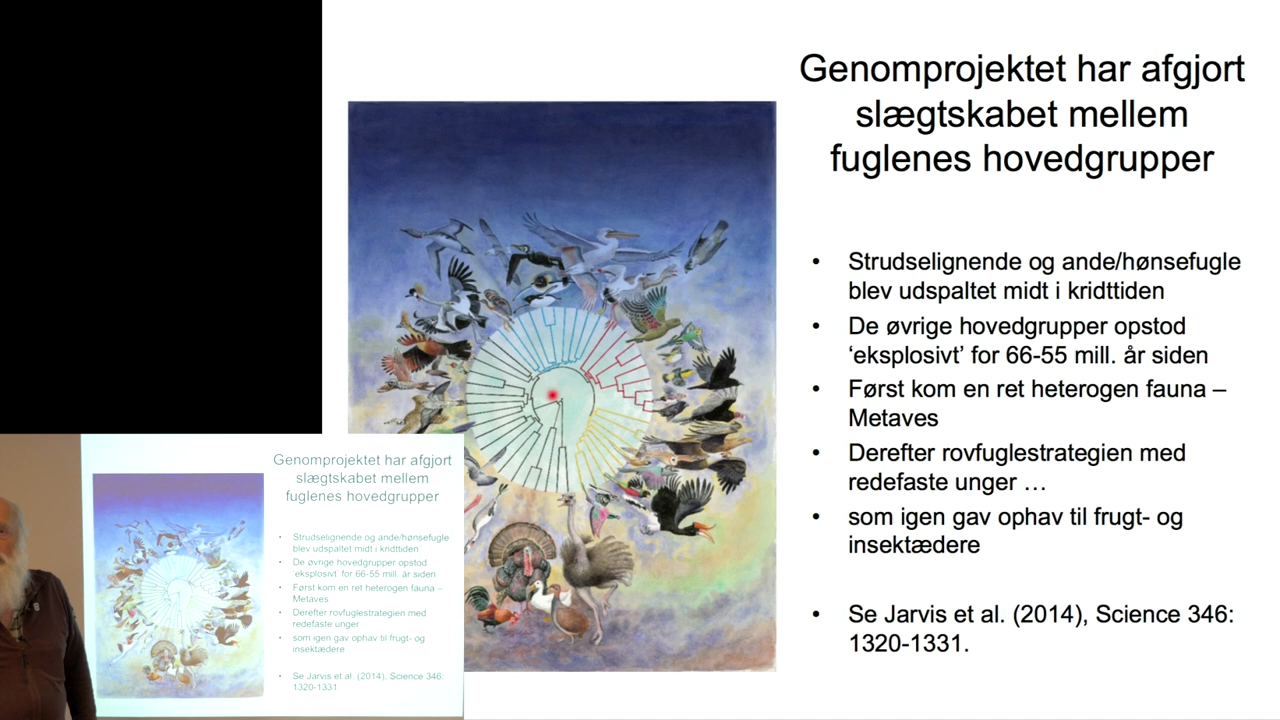 Genomprojektet har afgjort
slægtskabet mellem
fuglenes hovedgrupper
• Strudselignende og ande/hønsefugle
blev udspaltet midt i kridttiden
• De øvrige hovedgrupper opstod
‘eksplosivt’ for 66-55 mill. år siden
• Først kom en ret heterogen fauna –
Metaves
• Derefter rovfuglestrategien med
redefaste unger …
• som igen gav ophav til frugt- og
insektædere
• Se Jarvis et al. (2014), Science 346:
1320-1331.
Genomprojektet har afgjort
slægtskabet mellem
fuglenes hovedgrupper
• Strudselignende og ande/hønsefugle
blev udspaltet midt i kridttiden
• De øvrige hovedgrupper opstod
‘eksplosivt’ for 66-55 mill. år siden
• Først kom en ret heterogen fauna –
Metaves
• Derefter rovfuglestrategien med
redefaste unger
• som igen gav ophav til frugt- og
insektædere
• Se Jarvis et al. (2014), Science 346:
1320-1331